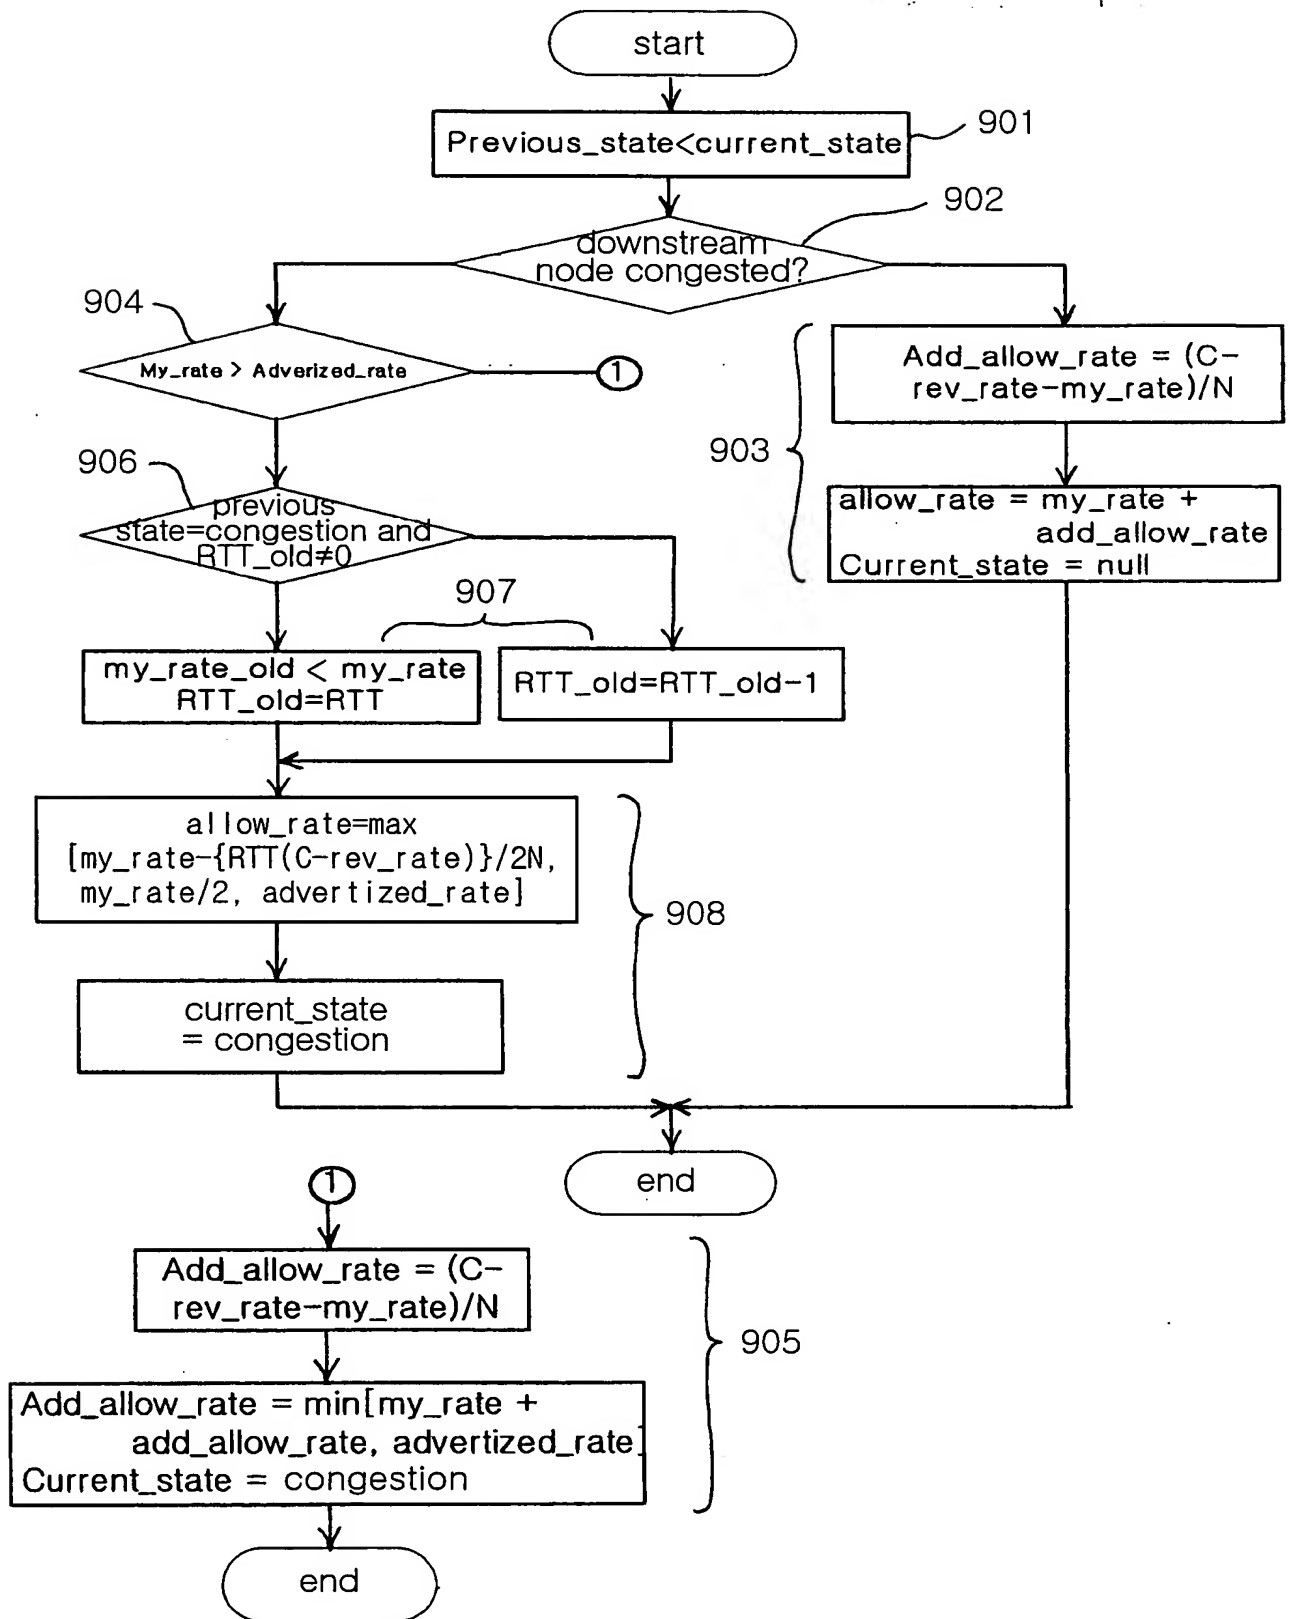 start
Previous_state<current_state
901
downstream
node congested?
902
904
My_rate > Adverized_rate
1
Add_allow_rate = (C-
rev_rate-my_rate)/N
903
allow_rate = my_rate +
add_allow_rate
Current_state = null
906
previous
state=congestion and
RTT_old≠0
907
my_rate_old < my_rate
RTT_old=RTT
RTT_old=RTT_old-1
allow_rate=max
[my_rate-{RTT(C-rev_rate)}/2N,
my_rate/2, advertized_rate]
908
current_state
= congestion
end
1
Add_allow_rate = (C-
rev_rate-my_rate)/N
905
Add_allow_rate = min[my_rate +
add_allow_rate, advertized_rate]
Current_state = congestion
end